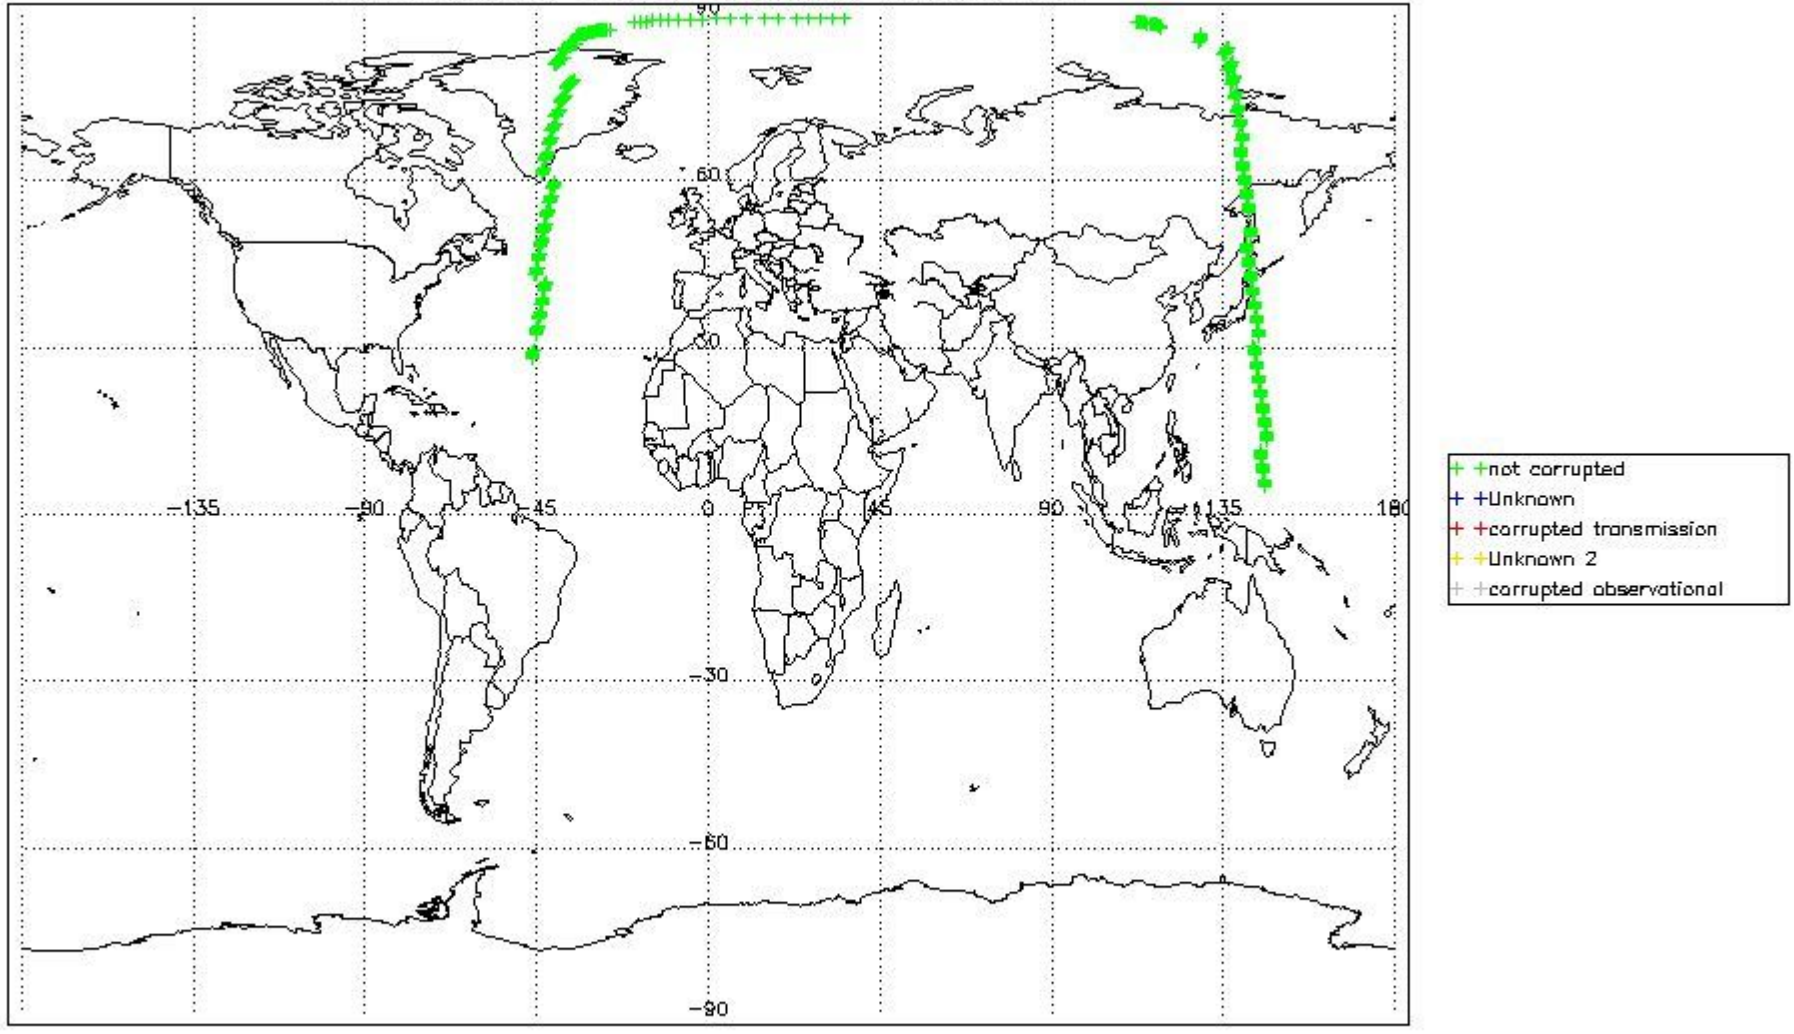 90
60
30
-135 -90 -45 0 45 90 135 180
-30
-60
-90
not corrupted
Unknown
corrupted transmission
Unknown 2
corrupted observational